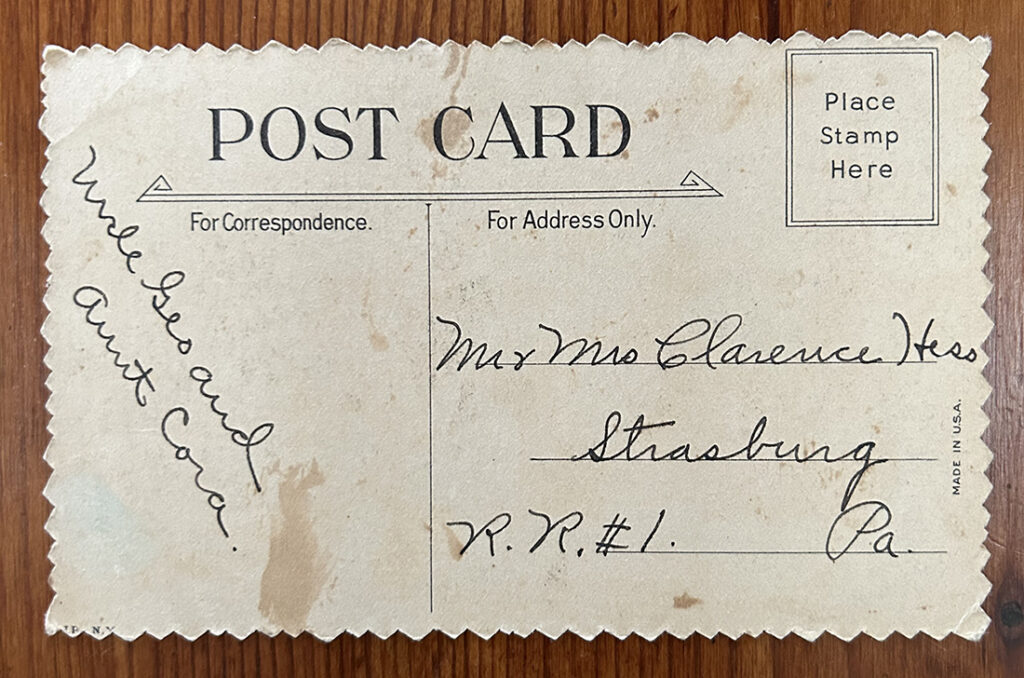 POST CARD
Place
Stamp
Here
For Correspondence.
For Address Only.
Uncle Geo and
Aunt Cora.
Mr & Mrs Clarence Hess
Strasburg
R. R. #1. Pa.
MADE IN U.S.A.
N.Y.